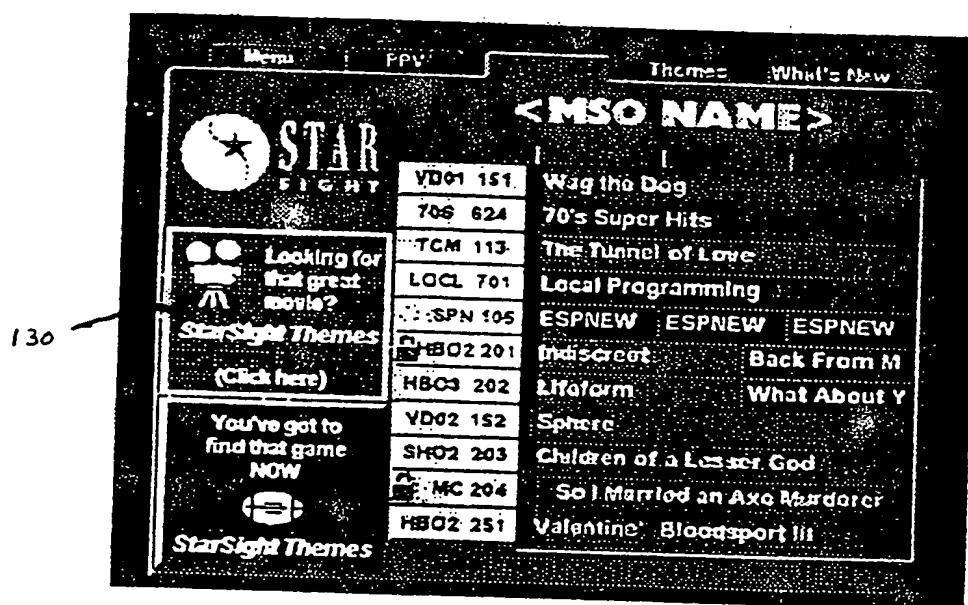 Menu PPV Themes What's New
<MSO NAME>
STAR
SIGHT
VD01 151 Wag the Dog
70S 624 70's Super Hits
TCM 113 The Tunnel of Love
LOCL 701 Local Programming
SPN 105 ESPNEW ESPNEW ESPNEW
HBO2 201 Indiscreet Back From M
HBO3 202 Lifeform What About Y
VD02 152 Sphere
SHO2 203 Children of a Lesser God
MC 204 So I Married an Axe Murderer
HBO2 251 Valentine' Bloodsport III
Looking for
that great
movie?
StarSight Themes
(Click here)
You've got to
find that game
NOW
StarSight Themes
130